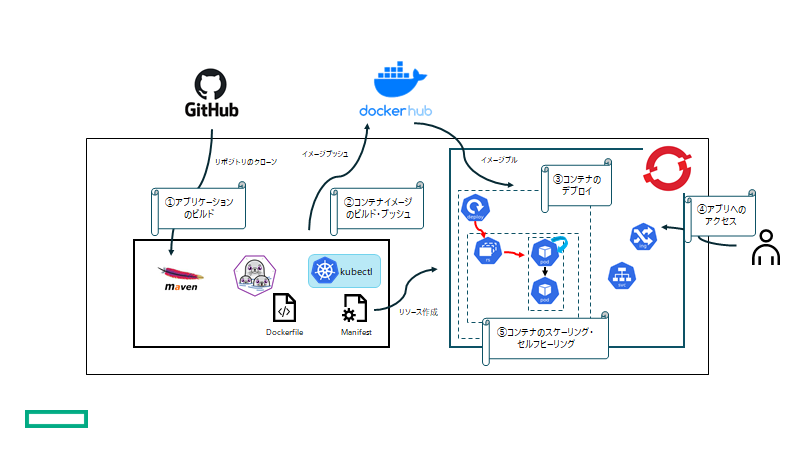 GitHub
dockerhub
リポジトリのクローン
イメージプッシュ
イメージプル
①アプリケーション
のビルド
②コンテナイメージ
のビルド・プッシュ
③コンテナの
デプロイ
④アプリへの
アクセス
deploy
rs
pod
pod
svc
maven
kubectl
Dockerfile
Manifest
リソース作成
⑤コンテナのスケーリング・
セルフヒーリング